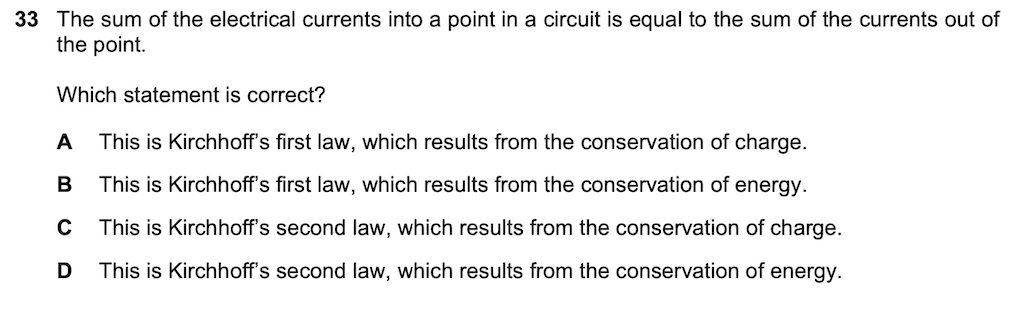 33 The sum of the electrical currents into a point in a circuit is equal to the sum of the currents out of
the point.
Which statement is correct?
A This is Kirchhoff's first law, which results from the conservation of charge.
B This is Kirchhoff's first law, which results from the conservation of energy.
C This is Kirchhoff's second law, which results from the conservation of charge.
D This is Kirchhoff's second law, which results from the conservation of energy.